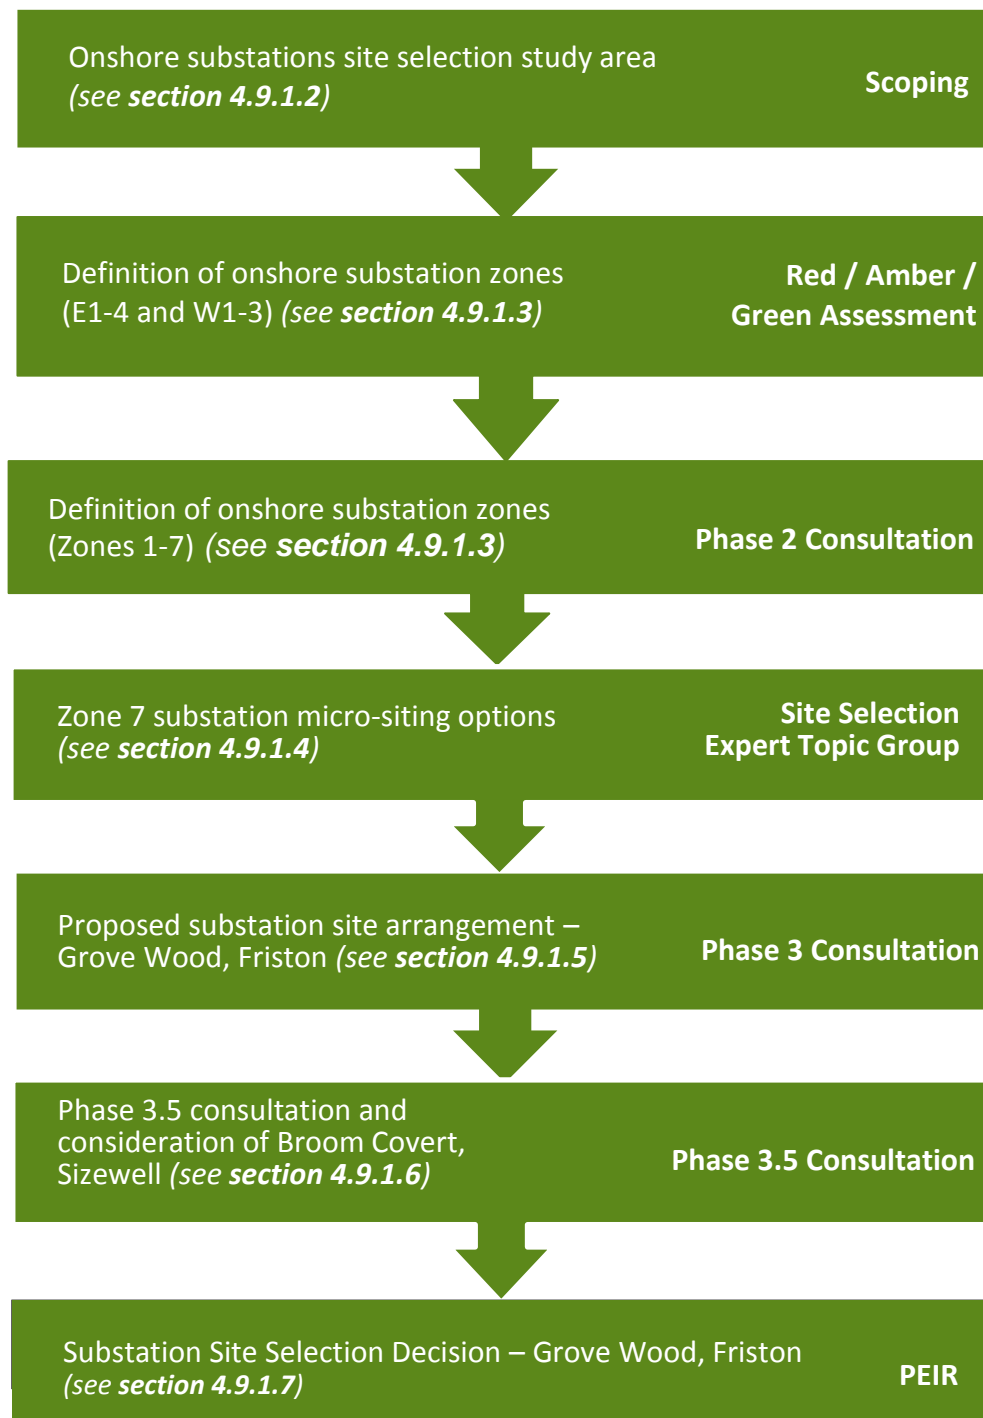 Onshore substations site selection study area
(see section 4.9.1.2)
Scoping
Definition of onshore substation zones
(E1-4 and W1-3) (see section 4.9.1.3)
Red / Amber /
Green Assessment
Definition of onshore substation zones
(Zones 1-7) (see section 4.9.1.3)
Phase 2 Consultation
Zone 7 substation micro-siting options
(see section 4.9.1.4)
Site Selection
Expert Topic Group
Proposed substation site arrangement –
Grove Wood, Friston (see section 4.9.1.5)
Phase 3 Consultation
Phase 3.5 consultation and
consideration of Broom Covert,
Sizewell (see section 4.9.1.6)
Phase 3.5 Consultation
Substation Site Selection Decision – Grove Wood, Friston
(see section 4.9.1.7)
PEIR